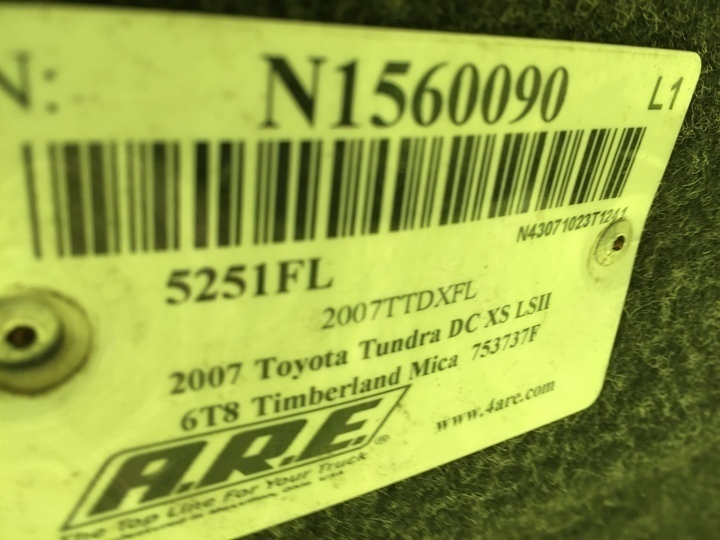 N: N1560090 L1
N43071023T1241
5251FL
2007TTDXFL
2007 Toyota Tundra DC XS LSII
6T8 Timberland Mica 753737F
A.R.E.® www.4are.com
The Top Line For Your Truck